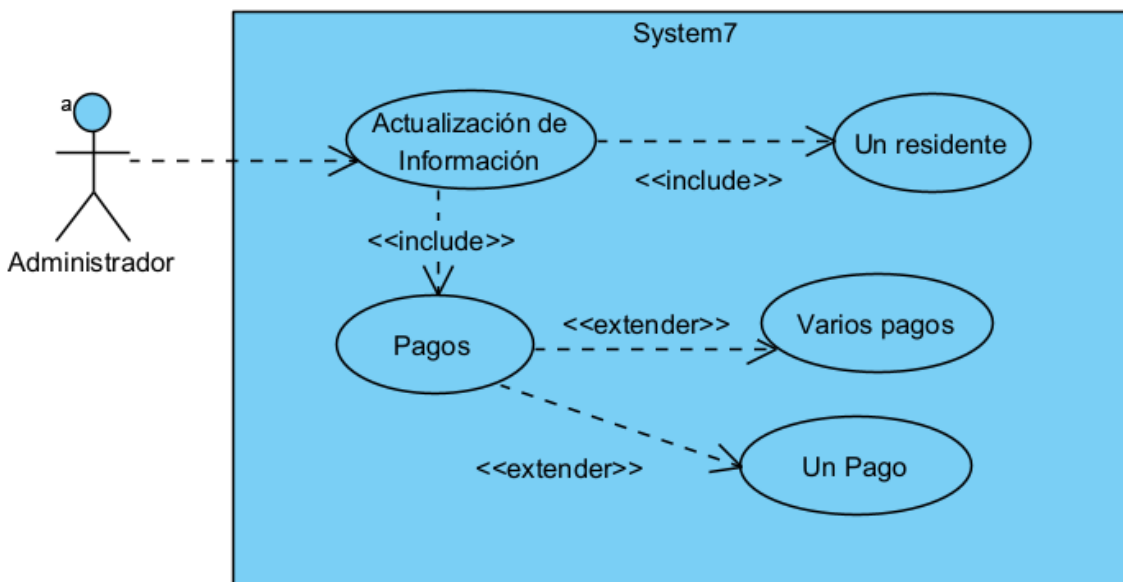 System7
a
Administrador
Actualización de
Información
<<include>>
Un residente
<<include>>
Pagos
<<extender>>
Varios pagos
<<extender>>
Un Pago